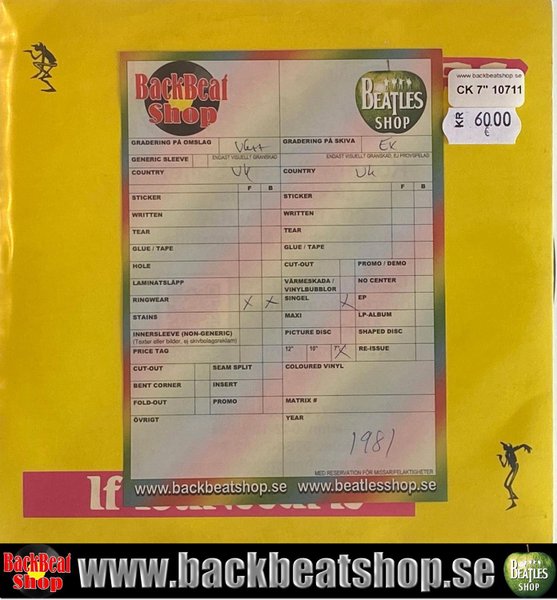 BackBeat
Shop
BEATLES
SHOP
www.backbeatshop.se
CK 7" 10711
KR 6000
€
GRADERING PÅ OMSLAG
GRADERING PÅ SKIVA Ex
GENERIC SLEEVE
ENDAST VISUELLT GRANSKAD
ENDAST VISUELLT GRANSKAD, EJ PROVSPELAD
COUNTRY Uk
COUNTRY Uk
F B
F B
STICKER
STICKER
WRITTEN
WRITTEN
TEAR
TEAR
GLUE / TAPE
GLUE / TAPE
HOLE
CUT-OUT
PROMO / DEMO
LAMINATSLÄPP
VÄRMESKADA /
VINYLBUBBLOR
NO CENTER
RINGWEAR X X
SINGEL X
EP
STAINS
MAXI
LP-ALBUM
INNERSLEEVE (NON-GENERIC)
(Texter eller bilder, ej skivbolagsreklam)
PICTURE DISC
SHAPED DISC
PRICE TAG
12" 10" 7" X
RE-ISSUE
CUT-OUT
SEAM SPLIT
COLOURED VINYL
BENT CORNER
INSERT
FOLD-OUT
PROMO
MATRIX #
ÖVRIGT
YEAR
1981
MED RESERVATION FÖR MISSAR/FELAKTIGHETER
www.backbeatshop.se www.beatlesshop.se
If
BackBeat
Shop
www.backbeatshop.se
BEATLES
SHOP